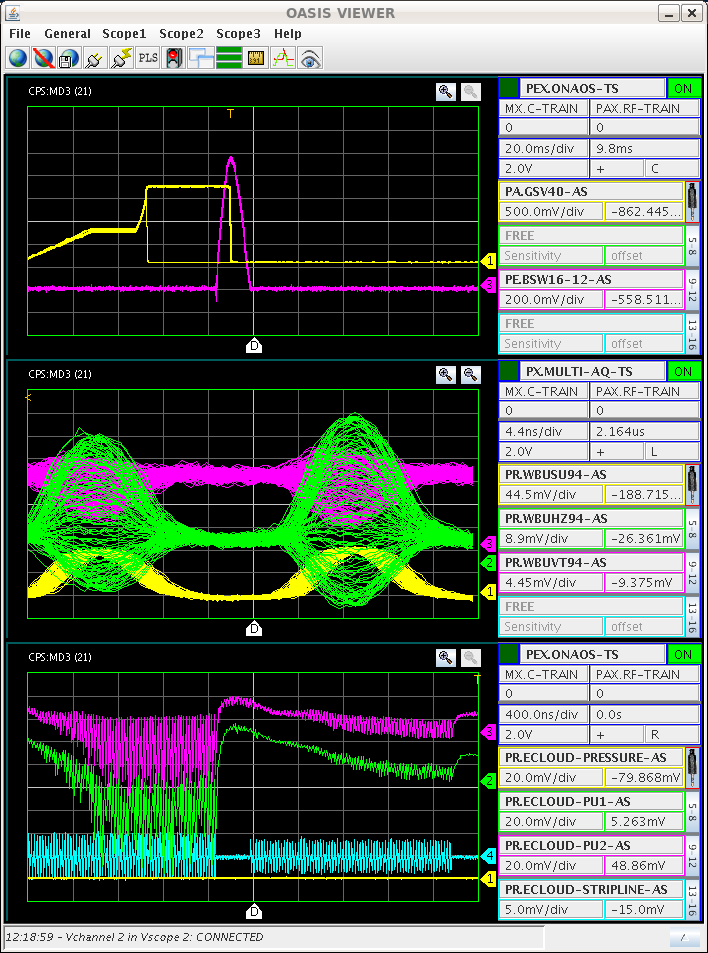 OASIS VIEWER
File General Scope1 Scope2 Scope3 Help
PLS
CPS:MD3 (21)
T
1
3
D
PEX.ONAOS-TS ON
MX.C-TRAIN PAX.RF-TRAIN
0 0
20.0ms/div 9.8ms
2.0V + C
PA.GSV40-AS
500.0mV/div -862.445...
FREE
Sensitivity offset
5-8
PE.BSW16-12-AS
200.0mV/div -558.511...
9-12
FREE
Sensitivity offset
13-16
CPS:MD3 (21)
<
3
2
1
D
PX.MULTI-AQ-TS ON
MX.C-TRAIN PAX.RF-TRAIN
0 0
4.4ns/div 2.164us
2.0V + L
PR.WBUSU94-AS
44.5mV/div -188.715...
PR.WBUHZ94-AS
8.9mV/div -26.361mV
5-8
PR.WBUVT94-AS
4.45mV/div -9.375mV
9-12
FREE
Sensitivity offset
13-16
CPS:MD3 (21)
T
3
2
4
1
D
PEX.ONAOS-TS ON
MX.C-TRAIN PAX.RF-TRAIN
0 0
400.0ns/div 0.0s
2.0V + R
PR.ECLOUD-PRESSURE-AS
20.0mV/div -79.868mV
PR.ECLOUD-PU1-AS
20.0mV/div 5.263mV
5-8
PR.ECLOUD-PU2-AS
20.0mV/div 48.86mV
9-12
PR.ECLOUD-STRIPLINE-AS
5.0mV/div -15.0mV
13-16
12:18:59 - Vchannel 2 in Vscope 2: CONNECTED